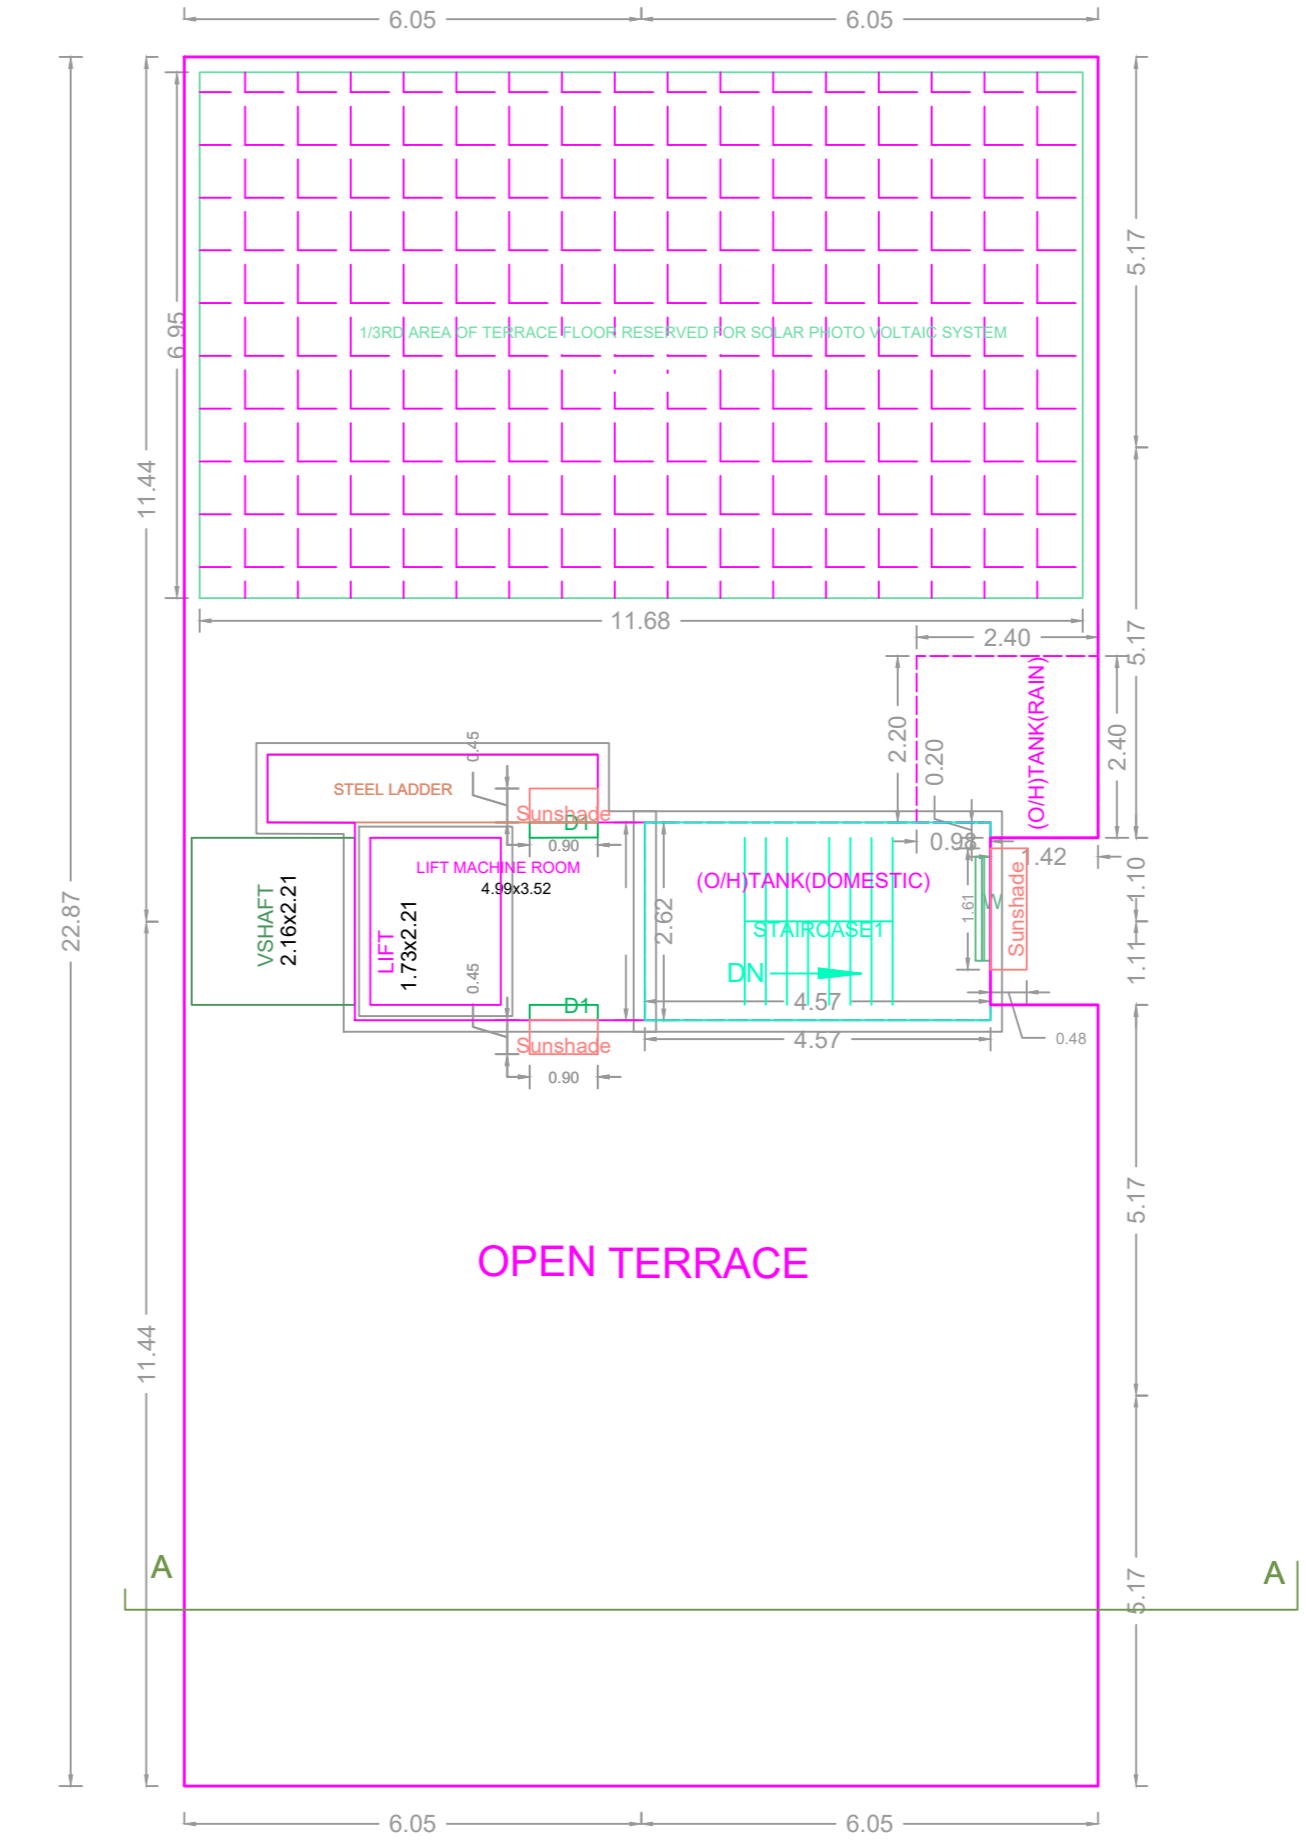 6.05
6.05
5.17
6.95
1/3RD AREA OF TERRACE FLOOR RESERVED FOR SOLAR PHOTO VOLTAIC SYSTEM
11.44
11.68
2.40
5.17
(O/H)TANK(RAIN)
2.20
0.20
2.40
0.45
STEEL LADDER
Sunshade
D1
0.90
0.98
1.42
LIFT MACHINE ROOM
4.99x3.52
(O/H)TANK(DOMESTIC)
1.10
VSHAFT
2.16x2.21
LIFT
1.73x2.21
2.62
STAIRCASE1
1.61
W
Sunshade
22.87
1.11
DN
0.45
D1
4.57
Sunshade
4.57
0.48
0.90
5.17
OPEN TERRACE
11.44
A
A
5.17
6.05
6.05